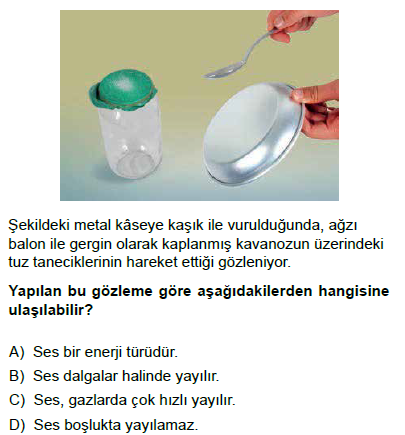 Şekildeki metal kâseye kaşık ile vurulduğunda, ağzı
balon ile gergin olarak kaplanmış kavanozun üzerindeki
tuz taneciklerinin hareket ettiği gözleniyor.
Yapılan bu gözleme göre aşağıdakilerden hangisine
ulaşılabilir?
A) Ses bir enerji türüdür.
B) Ses dalgalar halinde yayılır.
C) Ses, gazlarda çok hızlı yayılır.
D) Ses boşlukta yayılamaz.